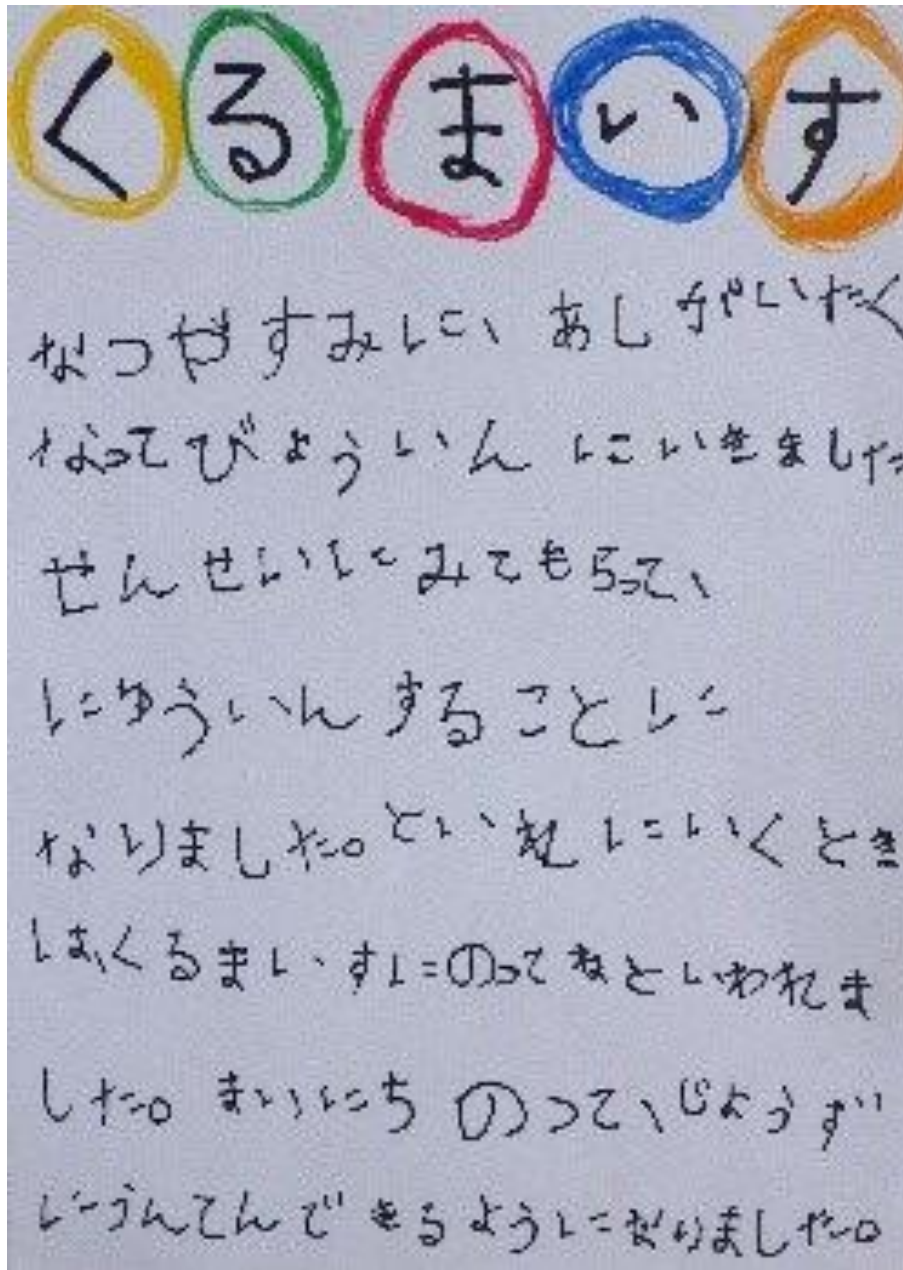 くるまいす
なつやすみに、あしがいたく
なってびょういんにいきました
せんせいにみてもらって、
にゅういんすることに
なりました。といれにいくとき
は、くるまいすにのってねといわれま
した。まいにちのって、じょうず
にうんてんできるようになりました。